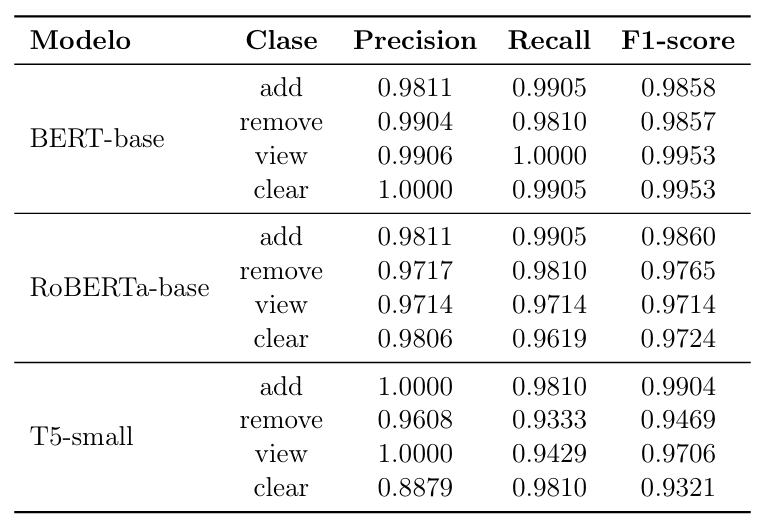 Modelo Clase Precision Recall F1-score
add 0.9811 0.9905 0.9858
remove 0.9904 0.9810 0.9857
BERT-base
view 0.9906 1.0000 0.9953
clear 1.0000 0.9905 0.9953
add 0.9811 0.9905 0.9860
remove 0.9717 0.9810 0.9765
RoBERTa-base
view 0.9714 0.9714 0.9714
clear 0.9806 0.9619 0.9724
add 1.0000 0.9810 0.9904
remove 0.9608 0.9333 0.9469
T5-small
view 1.0000 0.9429 0.9706
clear 0.8879 0.9810 0.9321